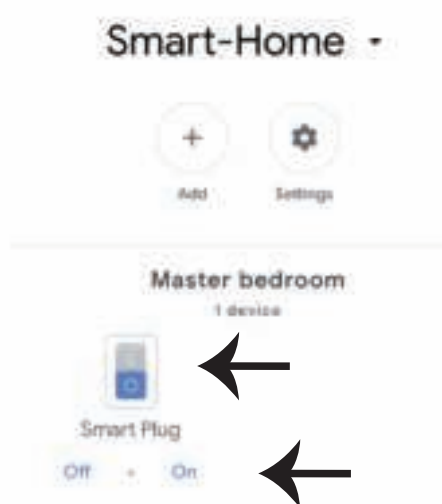 Smart-Home
Add Settings
Master bedroom
1 device
Smart Plug
Off On